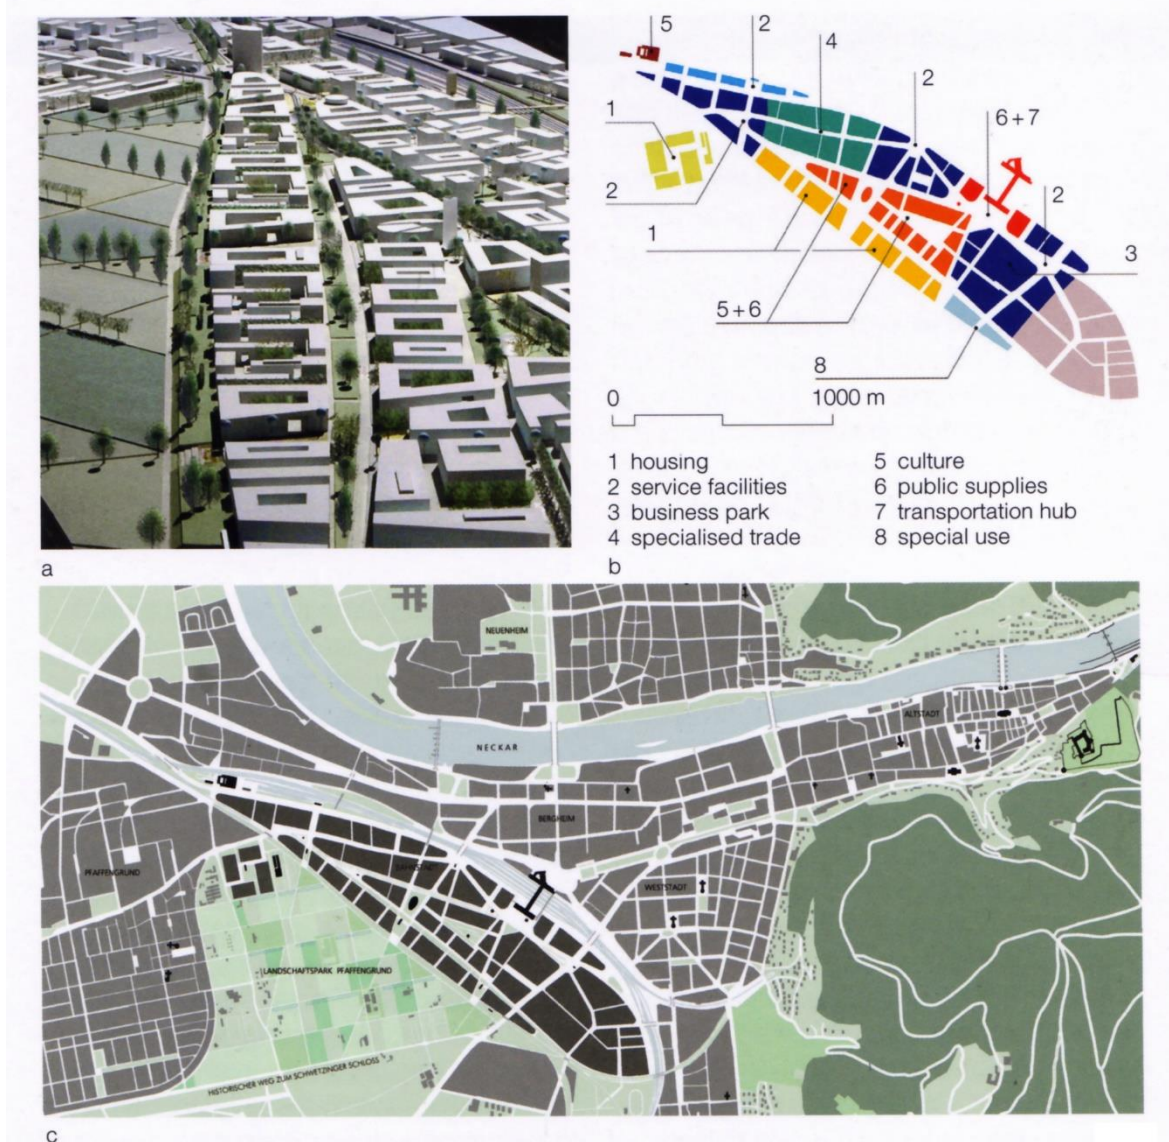 5
2
4
2
1
6 + 7
2
2
1
3
5 + 6
8
0 1000 m
1 housing
2 service facilities
3 business park
4 specialised trade
5 culture
6 public supplies
7 transportation hub
8 special use
a
b
NEUENHEIM
ALTSTADT
NECKAR
BERGHEIM
PFAFFENGRUND
WESTSTADT
LANDSCHAFTSPARK PFAFFENGRUND
HISTORISCHER WEG ZUM SCHWETZINGER SCHLOSS
c